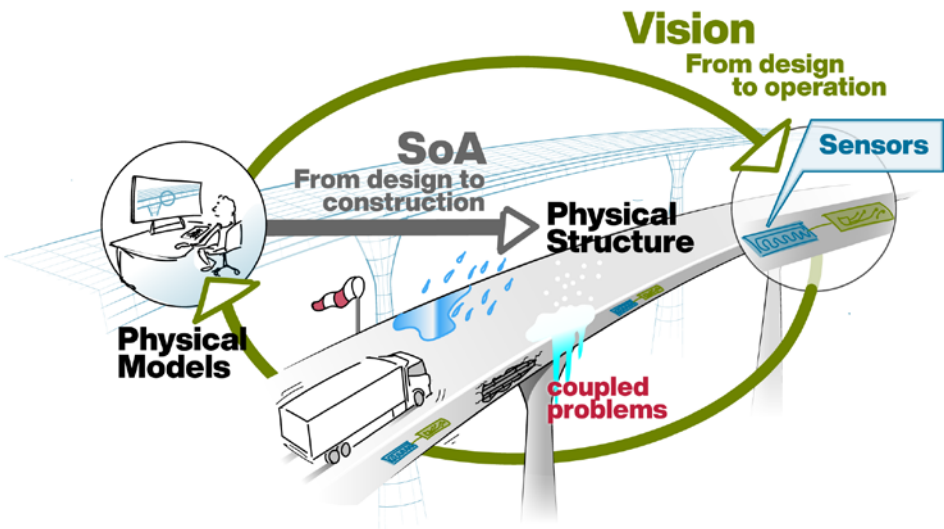 Vision
From design
to operation
Sensors
SoA
From design to
construction
Physical
Structure
Physical
Models
coupled
problems